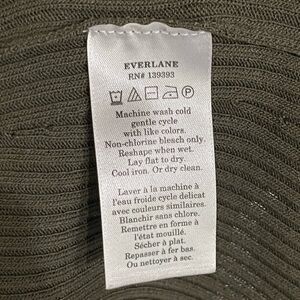 EVERLANE
RN# 139393
Machine wash cold
gentle cycle
with like colors.
Non-chlorine bleach only.
Reshape when wet.
Lay flat to dry.
Cool iron. Or dry clean.
Laver à la machine à
l'eau froide cycle délicat
avec couleurs similaires.
Blanchir sans chlore.
Remettre en forme à
l'état mouillé.
Sécher à plat.
Repasser à fer bas.
Ou nettoyer à sec.